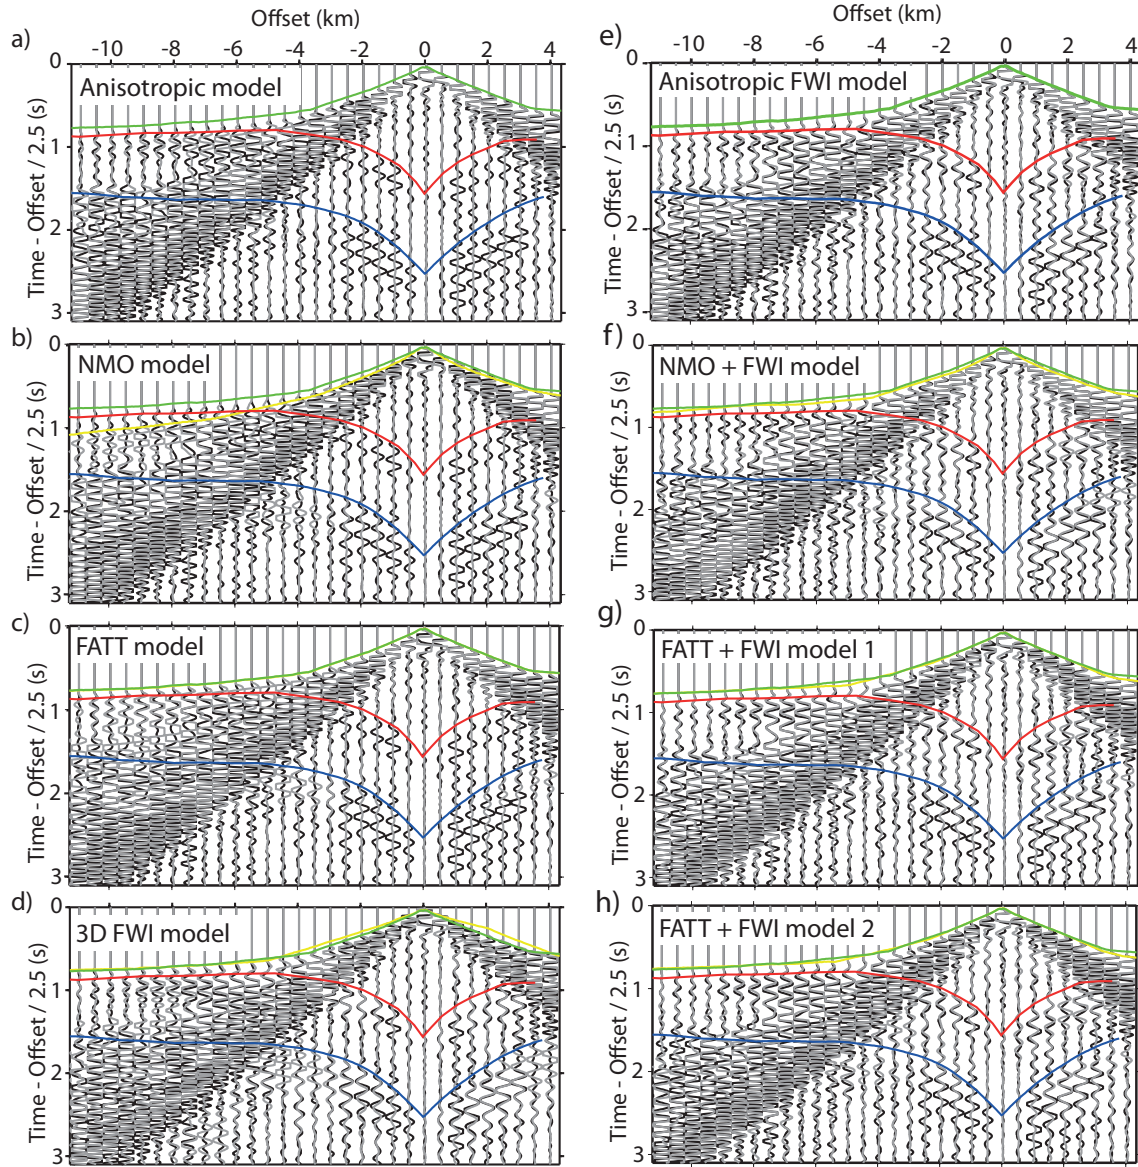 Offset (km)
a)
-10 -8 -6 -4 -2 0 2 4
0
1
2
3
Time - Offset / 2.5 (s)
Anisotropic model
b)
0
1
2
3
Time - Offset / 2.5 (s)
NMO model
c)
0
1
2
3
Time - Offset / 2.5 (s)
FATT model
d)
0
1
2
3
Time - Offset / 2.5 (s)
3D FWI model
Offset (km)
e)
-10 -8 -6 -4 -2 0 2 4
0
1
2
3
Time - Offset / 2.5 (s)
Anisotropic FWI model
f)
0
1
2
3
Time - Offset / 2.5 (s)
NMO + FWI model
g)
0
1
2
3
Time - Offset / 2.5 (s)
FATT + FWI model 1
h)
0
1
2
3
Time - Offset / 2.5 (s)
FATT + FWI model 2